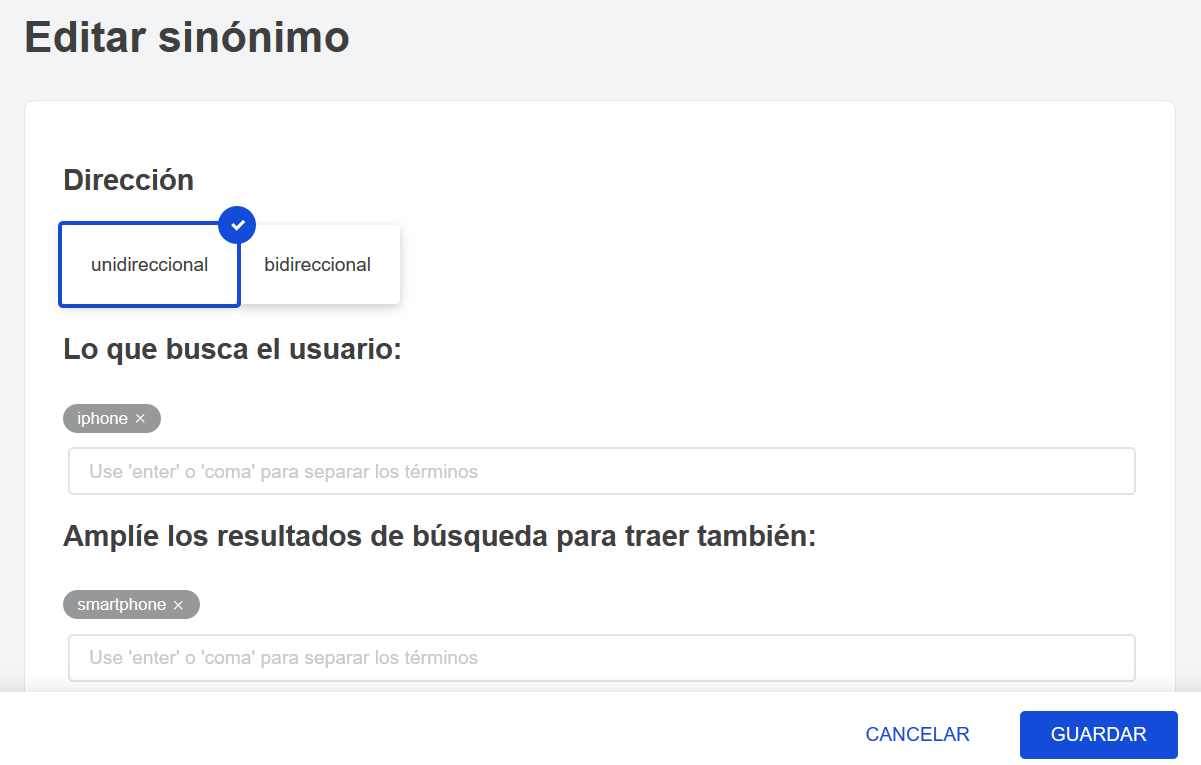 Editar sinónimo
Dirección
unidireccional
bidireccional
Lo que busca el usuario:
iphone ×
Use 'enter' o 'coma' para separar los términos
Amplíe los resultados de búsqueda para traer también:
smartphone ×
Use 'enter' o 'coma' para separar los términos
CANCELAR
GUARDAR